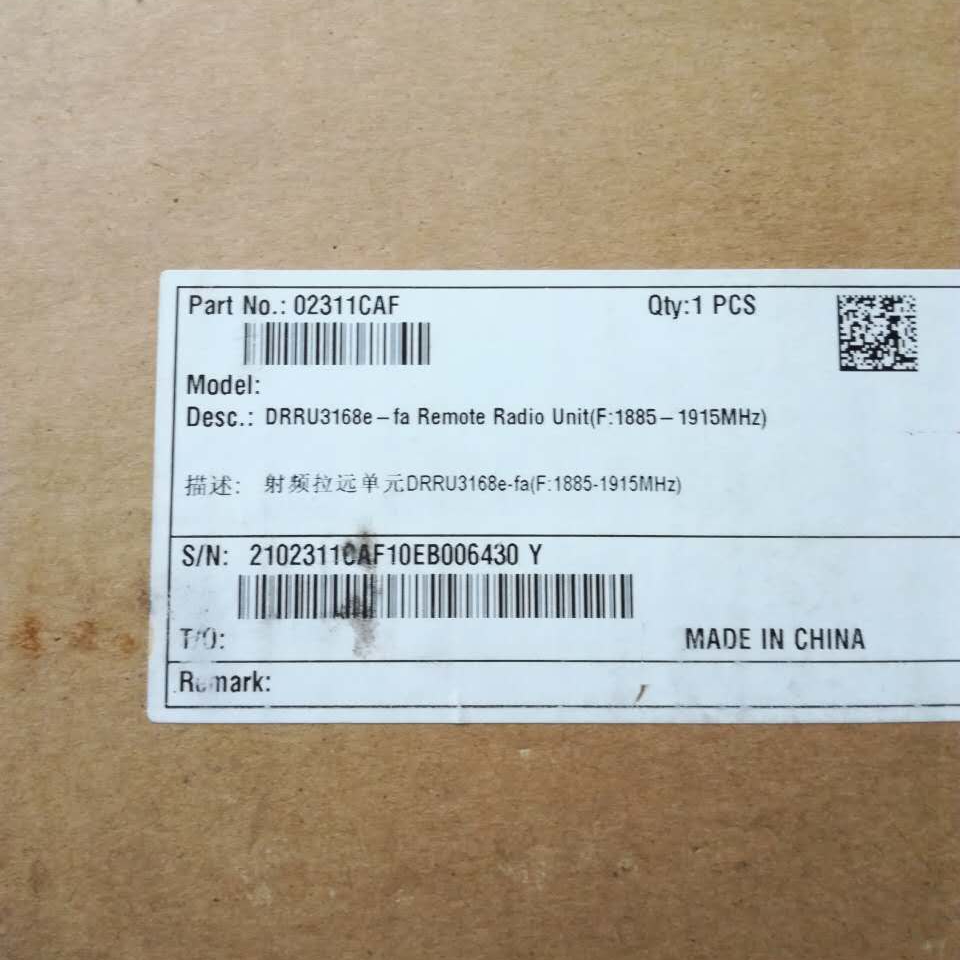 Part No.: 02311CAF Qty:1 PCS
Model:
Desc.: DRRU3168e-fa Remote Radio Unit(F:1885-1915MHz)
描述: 射频拉远单元DRRU3168e-fa(F:1885-1915MHz)
S/N: 2102311CAF10EB006430 Y
T/O: MADE IN CHINA
Remark: